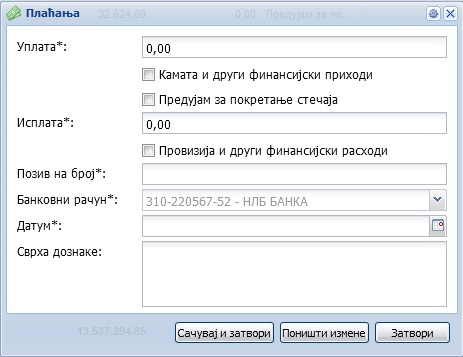 Плаћања 32.624,60 0,00 Предујам за по...
Уплата*: 0,00
Камата и други финансијски приходи
Предујам за покретање стечаја
Исплата*: 0,00
Провизија и други финансијски расходи
Позив на број*:
Банковни рачун*: 310-220567-52 - НЛБ БАНКА
Датум*:
Сврха дознаке:
13.537.294,86 Сачувај и затвори Поништи измене Затвори